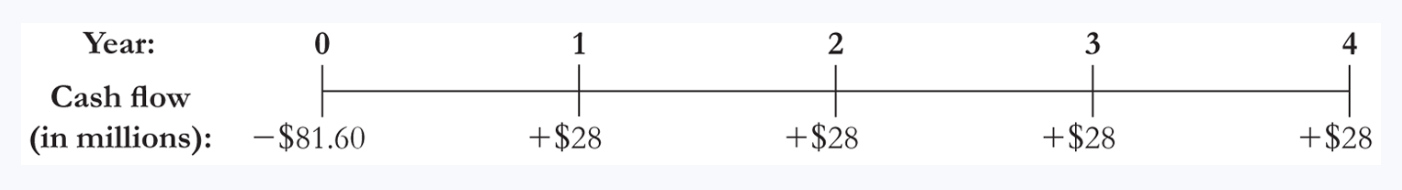 Year: 0 1 2 3 4
Cash flow
(in millions): −$81.60 +$28 +$28 +$28 +$28